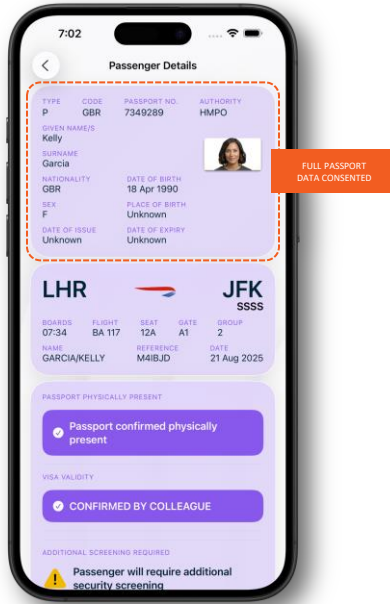 7:02
Passenger Details
TYPE CODE PASSPORT NO. AUTHORITY
P GBR 7349289 HMPO
GIVEN NAME/S
Kelly
SURNAME
Garcia
NATIONALITY DATE OF BIRTH
GBR 18 Apr 1990
SEX PLACE OF BIRTH
F Unknown
DATE OF ISSUE DATE OF EXPIRY
Unknown Unknown
FULL PASSPORT
DATA CONSENTED
LHR JFK
SSSS
BOARDS FLIGHT SEAT GATE GROUP
07:34 BA 117 12A A1 2
NAME REFERENCE DATE
GARCIA/KELLY M4IBJD 21 Aug 2025
PASSPORT PHYSICALLY PRESENT
Passport confirmed physically
present
VISA VALIDITY
CONFIRMED BY COLLEAGUE
ADDITIONAL SCREENING REQUIRED
Passenger will require additional
security screening